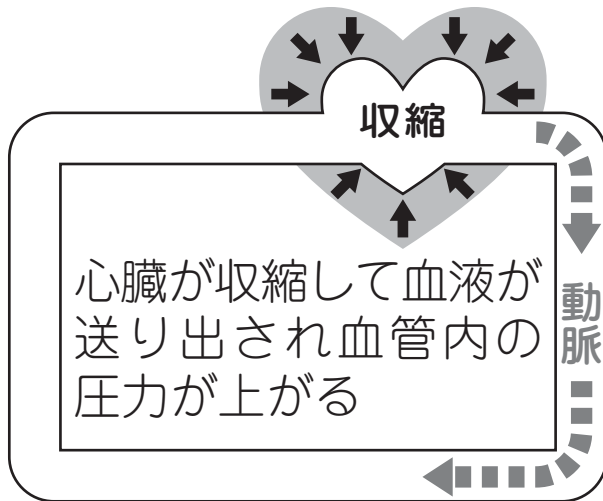 収縮
心臓が収縮して血液が
送り出され血管内の
圧力が上がる
動脈